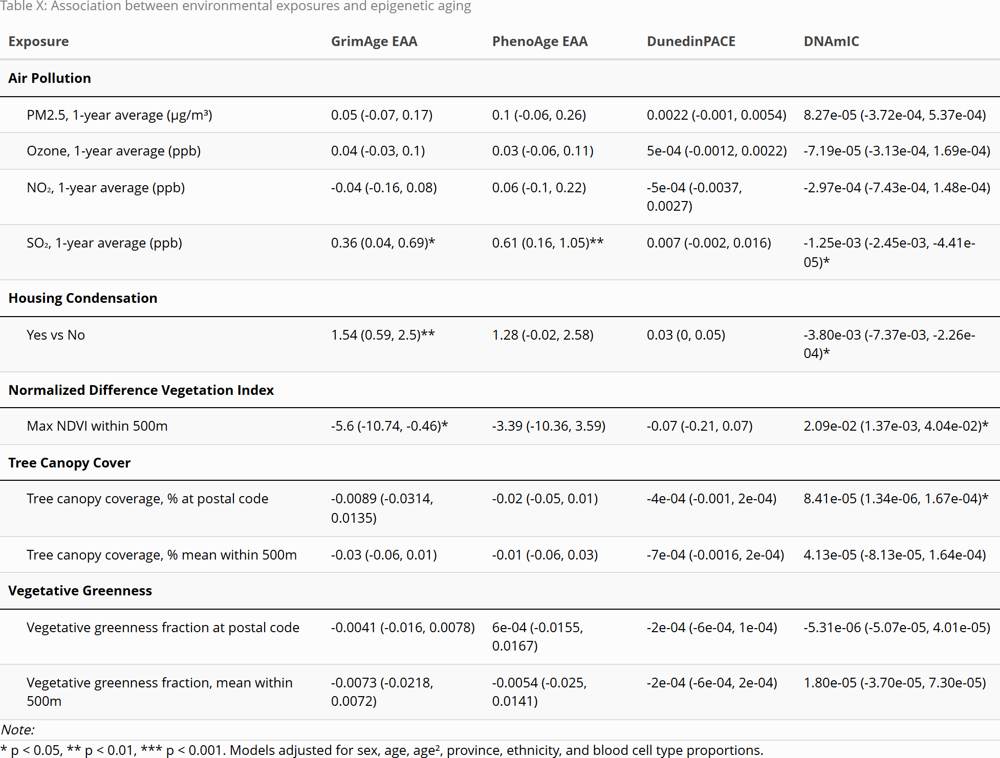 Table X: Association between environmental exposures and epigenetic aging
Exposure GrimAge EAA PhenoAge EAA DunedinPACE DNAmIC
Air Pollution
PM2.5, 1-year average (µg/m³) 0.05 (-0.07, 0.17) 0.1 (-0.06, 0.26) 0.0022 (-0.001, 0.0054) 8.27e-05 (-3.72e-04, 5.37e-04)
Ozone, 1-year average (ppb) 0.04 (-0.03, 0.1) 0.03 (-0.06, 0.11) 5e-04 (-0.0012, 0.0022) -7.19e-05 (-3.13e-04, 1.69e-04)
NO₂, 1-year average (ppb) -0.04 (-0.16, 0.08) 0.06 (-0.1, 0.22) -5e-04 (-0.0037, -2.97e-04 (-7.43e-04, 1.48e-04)
0.0027)
SO₂, 1-year average (ppb) 0.36 (0.04, 0.69)* 0.61 (0.16, 1.05)** 0.007 (-0.002, 0.016) -1.25e-03 (-2.45e-03, -4.41e-
05)*
Housing Condensation
Yes vs No 1.54 (0.59, 2.5)** 1.28 (-0.02, 2.58) 0.03 (0, 0.05) -3.80e-03 (-7.37e-03, -2.26e-
04)*
Normalized Difference Vegetation Index
Max NDVI within 500m -5.6 (-10.74, -0.46)* -3.39 (-10.36, 3.59) -0.07 (-0.21, 0.07) 2.09e-02 (1.37e-03, 4.04e-02)*
Tree Canopy Cover
Tree canopy coverage, % at postal code -0.0089 (-0.0314, -0.02 (-0.05, 0.01) -4e-04 (-0.001, 2e-04) 8.41e-05 (1.34e-06, 1.67e-04)*
0.0135)
Tree canopy coverage, % mean within 500m -0.03 (-0.06, 0.01) -0.01 (-0.06, 0.03) -7e-04 (-0.0016, 2e-04) 4.13e-05 (-8.13e-05, 1.64e-04)
Vegetative Greenness
Vegetative greenness fraction at postal code -0.0041 (-0.016, 0.0078) 6e-04 (-0.0155, -2e-04 (-6e-04, 1e-04) -5.31e-06 (-5.07e-05, 4.01e-05)
0.0167)
Vegetative greenness fraction, mean within -0.0073 (-0.0218, -0.0054 (-0.025, -2e-04 (-6e-04, 2e-04) 1.80e-05 (-3.70e-05, 7.30e-05)
500m 0.0072) 0.0141)
Note:
* p < 0.05, ** p < 0.01, *** p < 0.001. Models adjusted for sex, age, age², province, ethnicity, and blood cell type proportions.